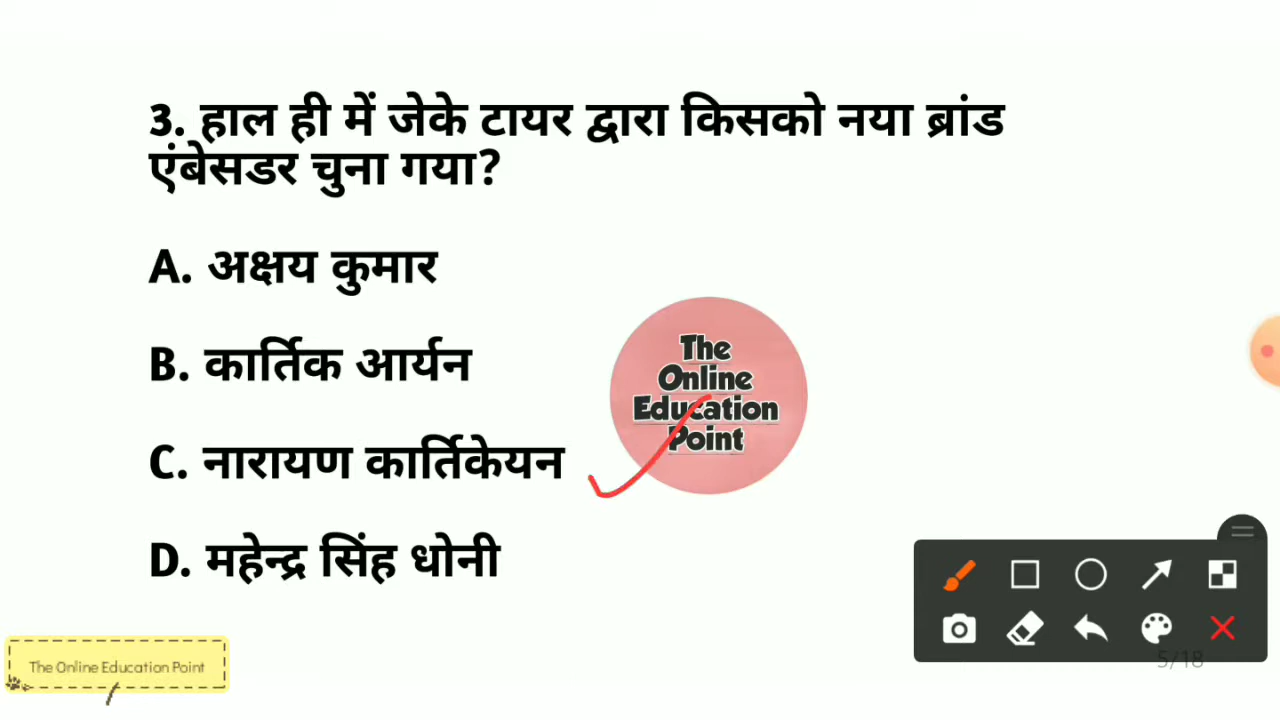 3. हाल ही में जेके टायर द्वारा किसको नया ब्रांड
एंबेसडर चुना गया?
A. अक्षय कुमार
B. कार्तिक आर्यन
C. नारायण कार्तिकेयन
D. महेन्द्र सिंह धोनी
The
Online
Education
Point
The Online Education Point
5/18